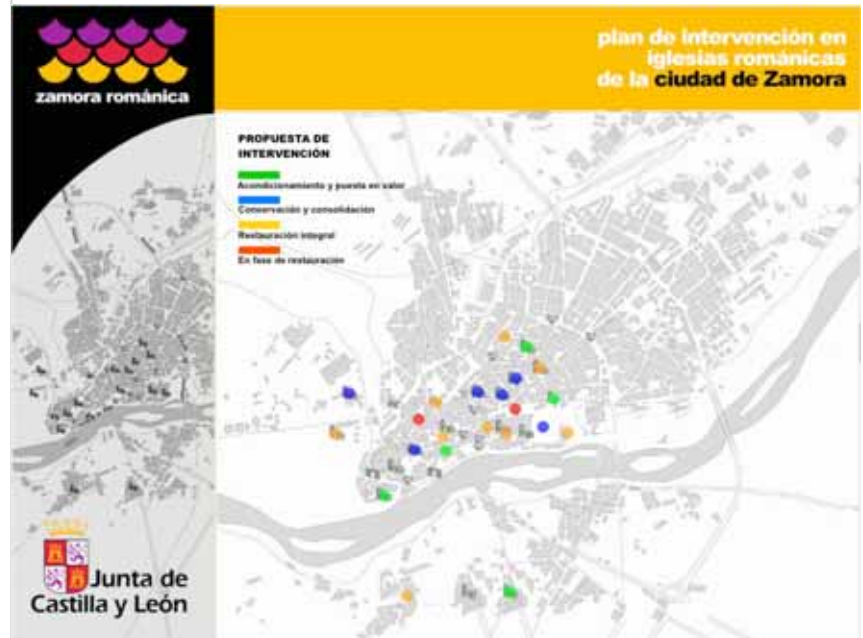 zamora románica
plan de intervención en
iglesias románicas
de la ciudad de Zamora
PROPUESTA DE
INTERVENCIÓN
Acondicionamiento y puesta en valor
Conservación y consolidación
Restauración integral
En fase de restauración
Junta de
Castilla y León